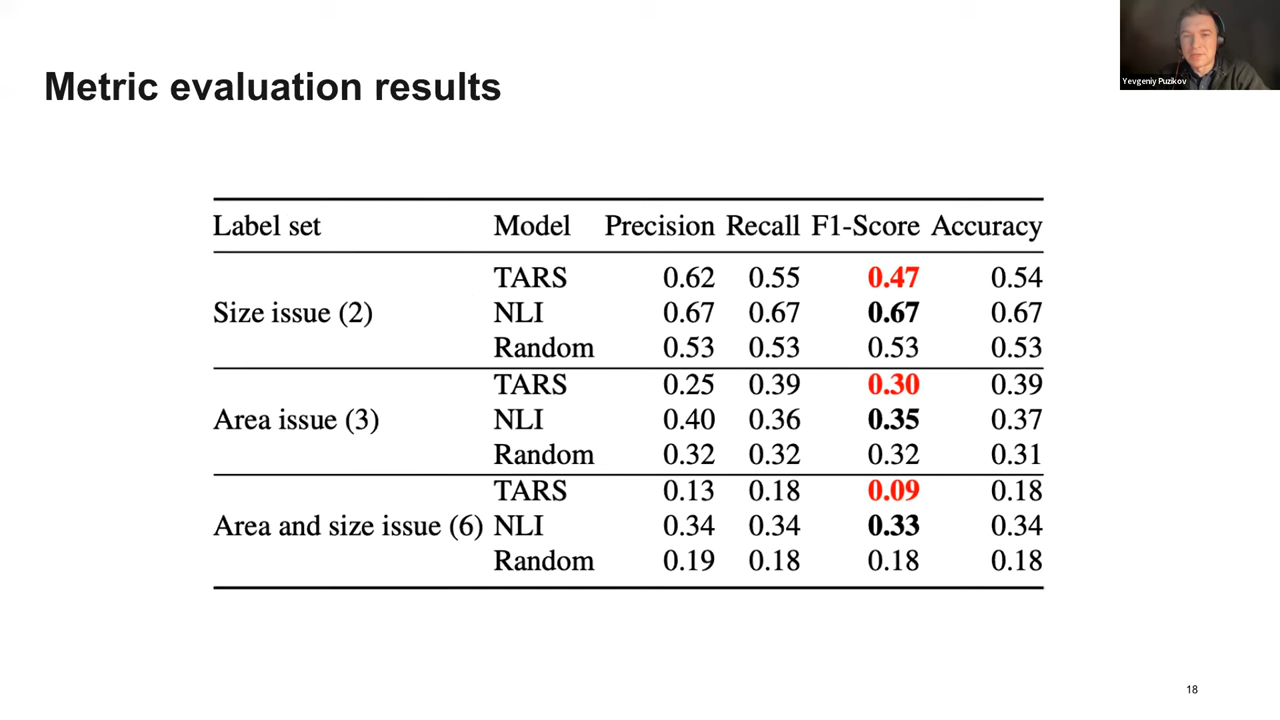 Metric evaluation results
Yevgeniy Puzikov
Label set Model Precision Recall F1-Score Accuracy
TARS 0.62 0.55 0.47 0.54
Size issue (2) NLI 0.67 0.67 0.67 0.67
Random 0.53 0.53 0.53 0.53
TARS 0.25 0.39 0.30 0.39
Area issue (3) NLI 0.40 0.36 0.35 0.37
Random 0.32 0.32 0.32 0.31
TARS 0.13 0.18 0.09 0.18
Area and size issue (6) NLI 0.34 0.34 0.33 0.34
Random 0.19 0.18 0.18 0.18
18